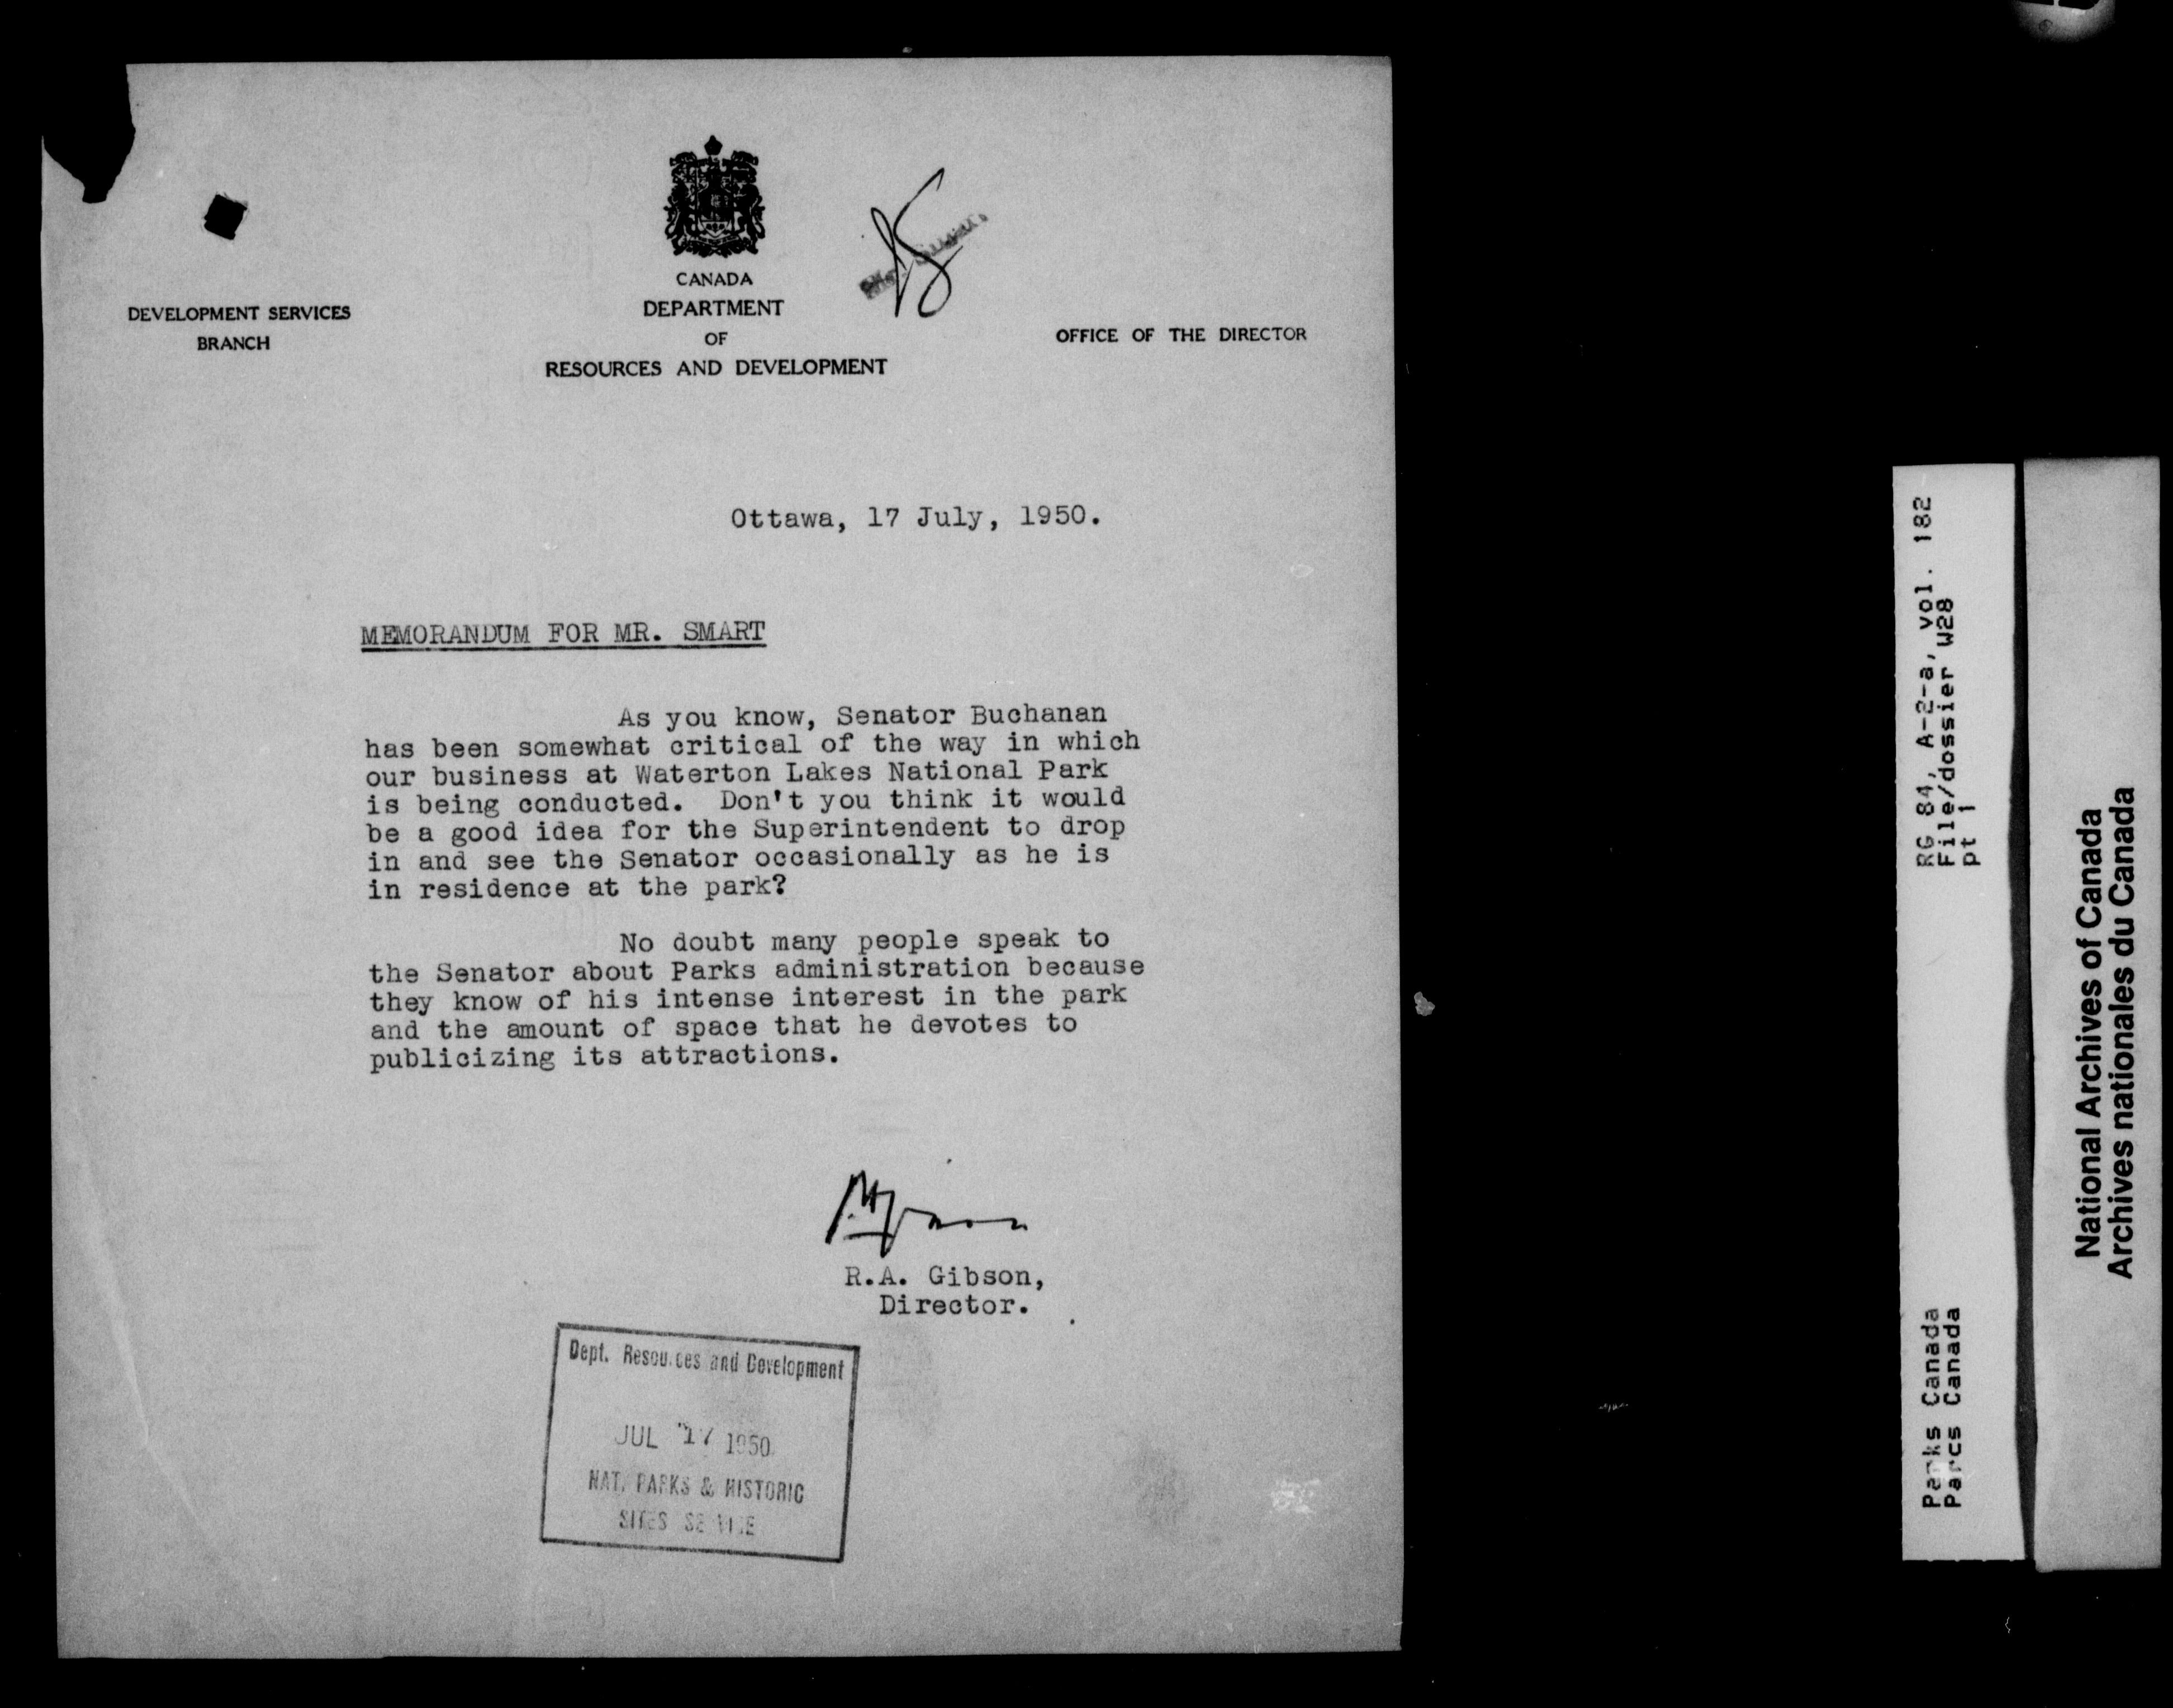 CANADA
DEPARTMENT
OF
RESOURCES AND DEVELOPMENT
DEVELOPMENT SERVICES
BRANCH
OFFICE OF THE DIRECTOR
Mr. Smart
Ottawa, 17 July, 1950.
MEMORANDUM FOR MR. SMART
As you know, Senator Buchanan
has been somewhat critical of the way in which
our business at Waterton Lakes National Park
is being conducted. Don't you think it would
be a good idea for the Superintendent to drop
in and see the Senator occasionally as he is
in residence at the park?
No doubt many people speak to
the Senator about Parks administration because
they know of his intense interest in the park
and the amount of space that he devotes to
publicizing its attractions.
R.A. Gibson,
Director.
Dept. Resources and Development
JUL 17 1950
NAT. PARKS & HISTORIC
SITES SERVICE
RG 84, A-2-a, vol. 182
File/dossier W28
pt 1
Parks Canada
Parcs Canada
National Archives of Canada
Archives nationales du Canada